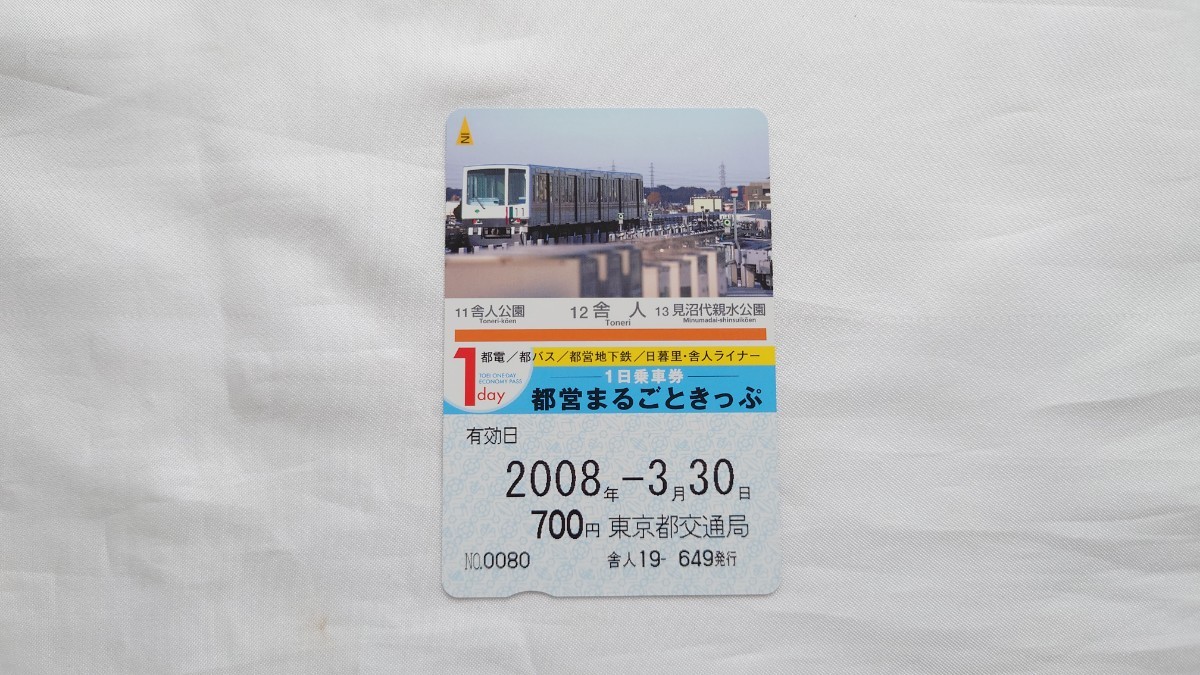 11
11 舎人公園 12 舎 人 13 見沼代親水公園
Toneri-kōen Toneri Minumadai-shinsuikōen
都電／都バス／都営地下鉄／日暮里・舎人ライナー
1day
TOEI ONE-DAY
ECONOMY PASS
1日乗車券
都営まるごときっぷ
有効日
2008年-3月30日
700円 東京都交通局
NO.0080 舎人19- 649発行